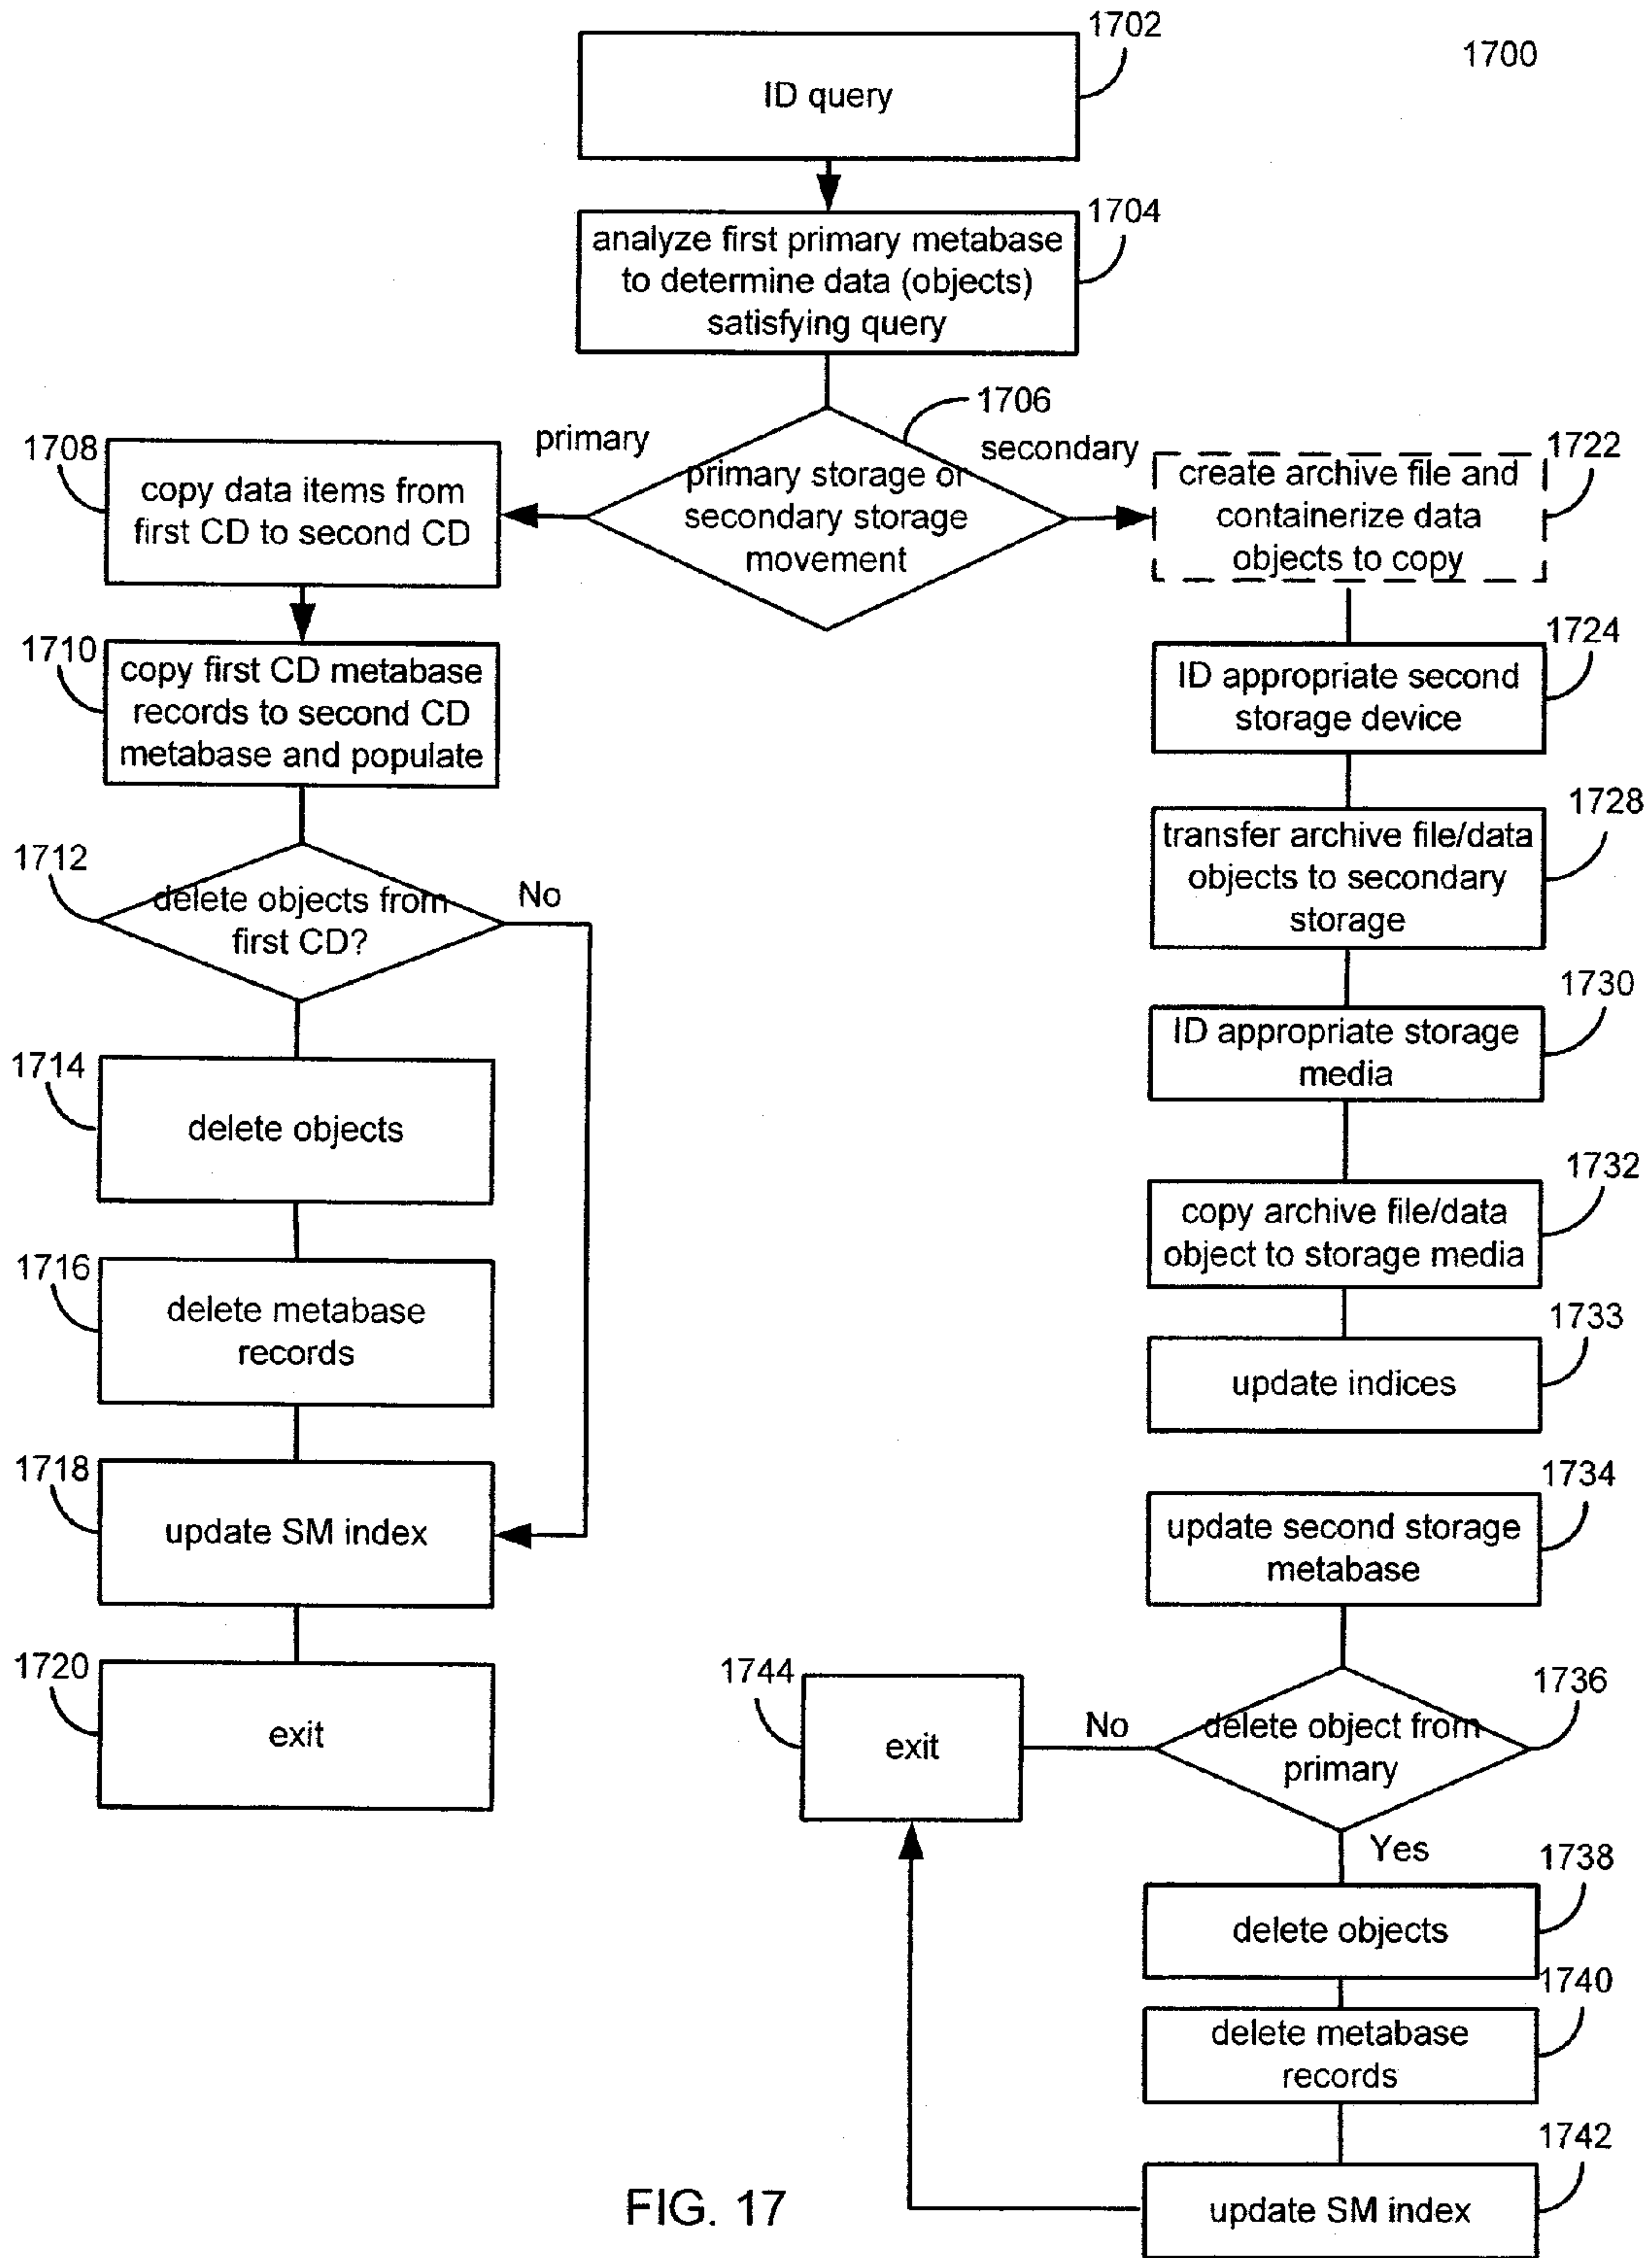 1702
1700
ID query
1704
analyze first primary metabase
to determine data (objects)
satisfying query
1706
primary
secondary
primary storage or
secondary storage
movement
1708
copy data items from
first CD to second CD
1722
create archive file and
containerize data
objects to copy
1710
copy first CD metabase
records to second CD
metabase and populate
1724
ID appropriate second
storage device
1712
delete objects from
first CD?
No
1728
transfer archive file/data
objects to secondary
storage
1730
ID appropriate storage
media
1714
delete objects
1732
copy archive file/data
object to storage media
1716
delete metabase
records
1733
update indices
1718
update SM index
1734
update second storage
metabase
1720
exit
1744
exit
No
1736
delete object from
primary
Yes
1738
delete objects
1740
delete metabase
records
1742
update SM index
FIG. 17